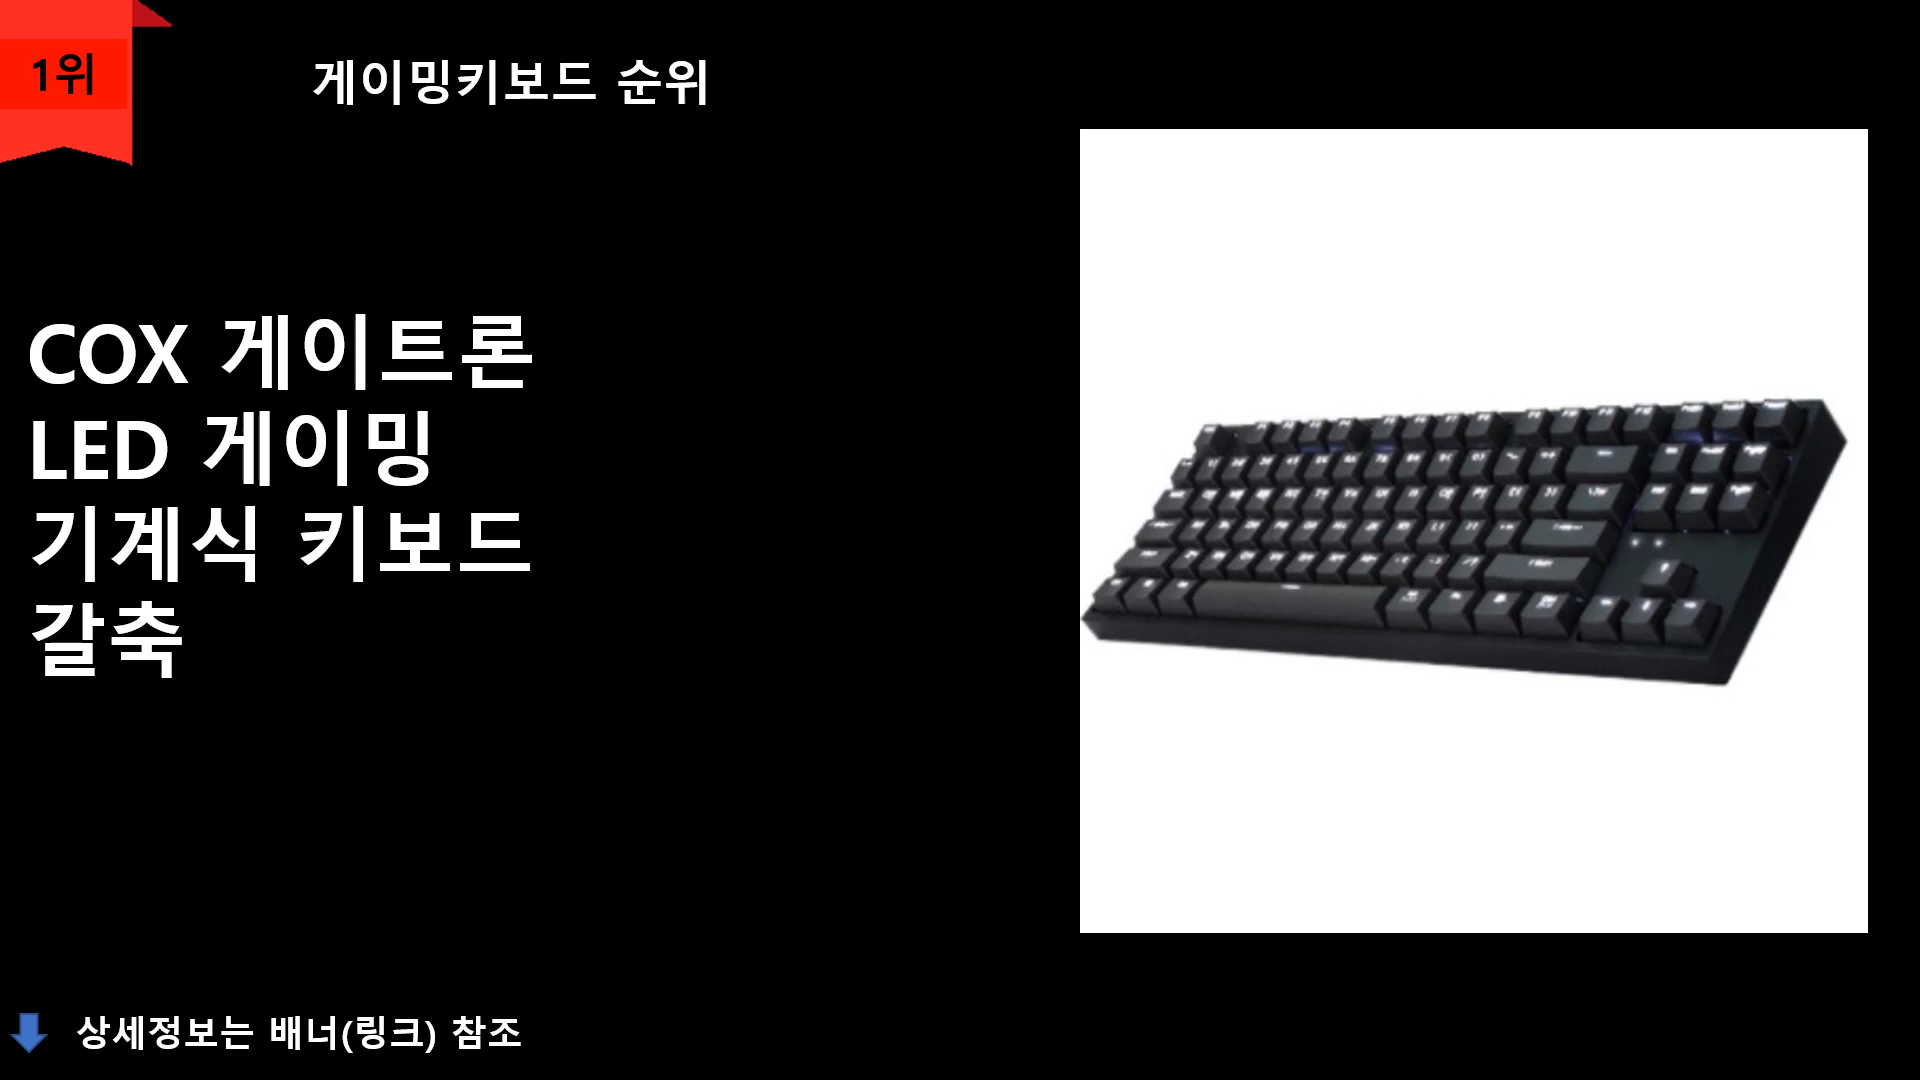 1위
게이밍키보드 순위
COX 게이트론
LED 게이밍
기계식 키보드
갈축
상세정보는 배너(링크) 참조